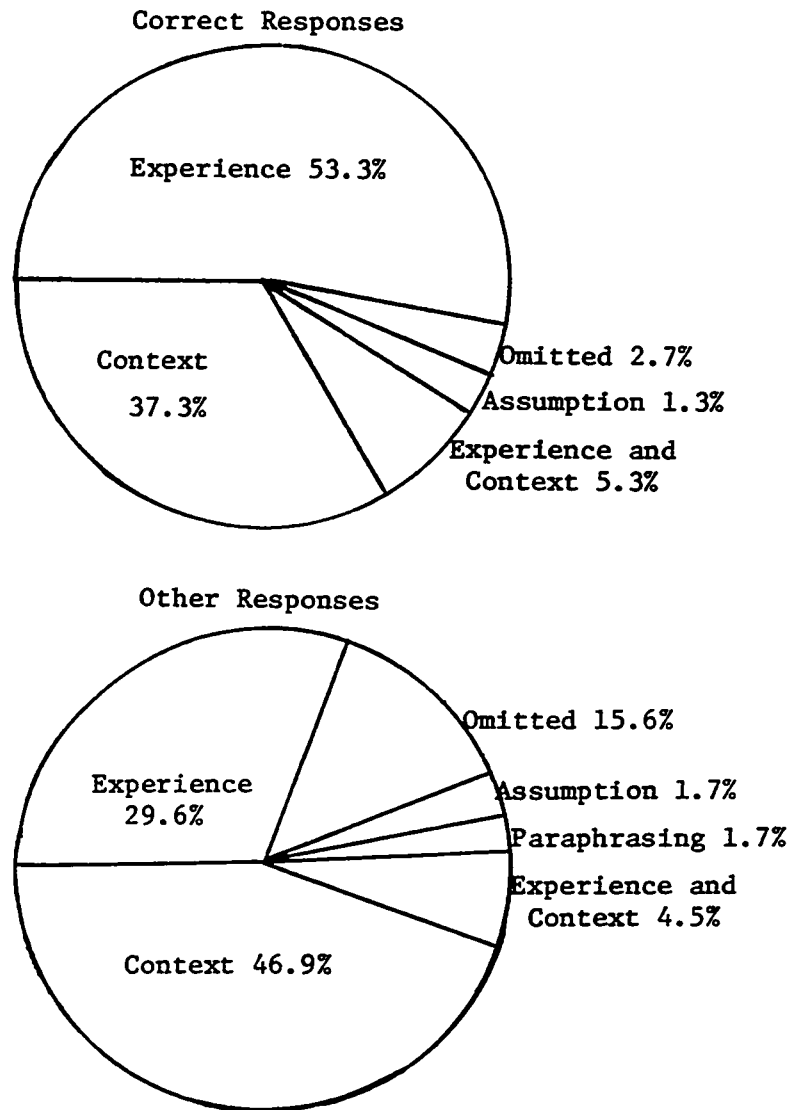 Correct Responses
Experience 53.3%
Context
37.3%
Omitted 2.7%
Assumption 1.3%
Experience and
Context 5.3%
Other Responses
Omitted 15.6%
Experience
29.6%
Assumption 1.7%
Paraphrasing 1.7%
Experience and
Context 4.5%
Context 46.9%